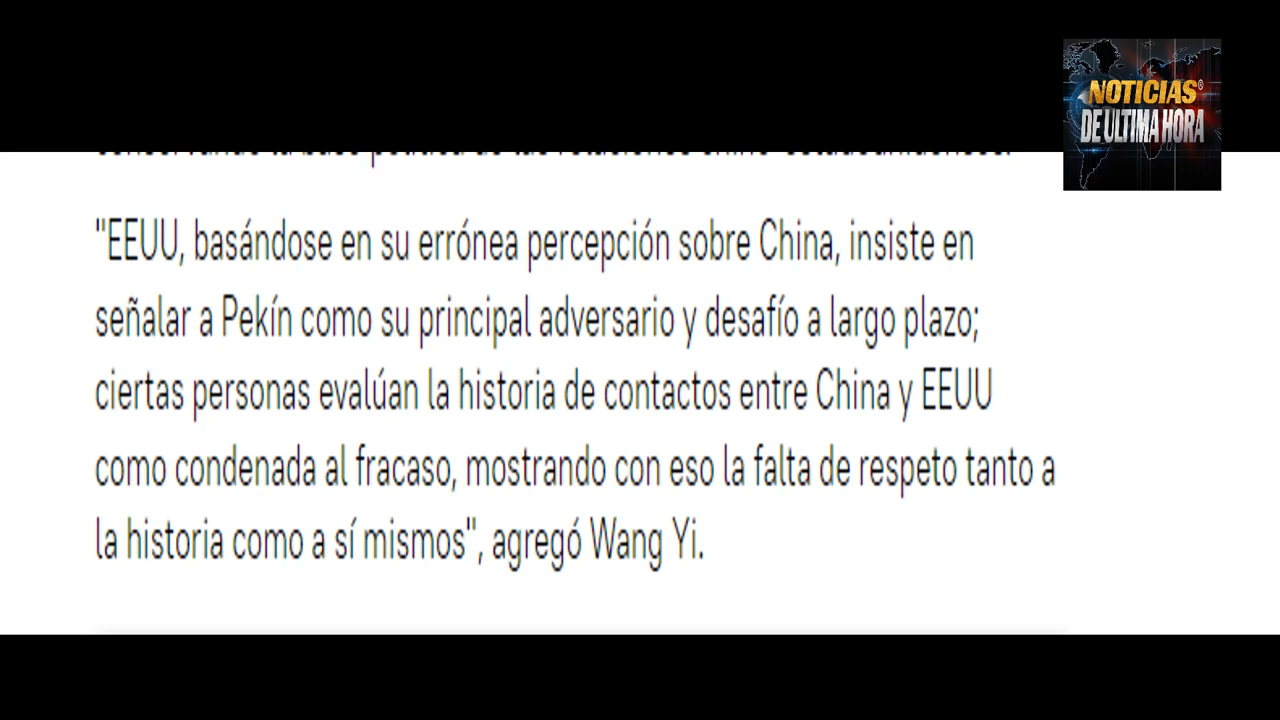 NOTICIAS
DE ULTIMA HORA
"EEUU, basándose en su errónea percepción sobre China, insiste en
señalar a Pekín como su principal adversario y desafío a largo plazo;
ciertas personas evalúan la historia de contactos entre China y EEUU
como condenada al fracaso, mostrando con eso la falta de respeto tanto a
la historia como a sí mismos", agregó Wang Yi.